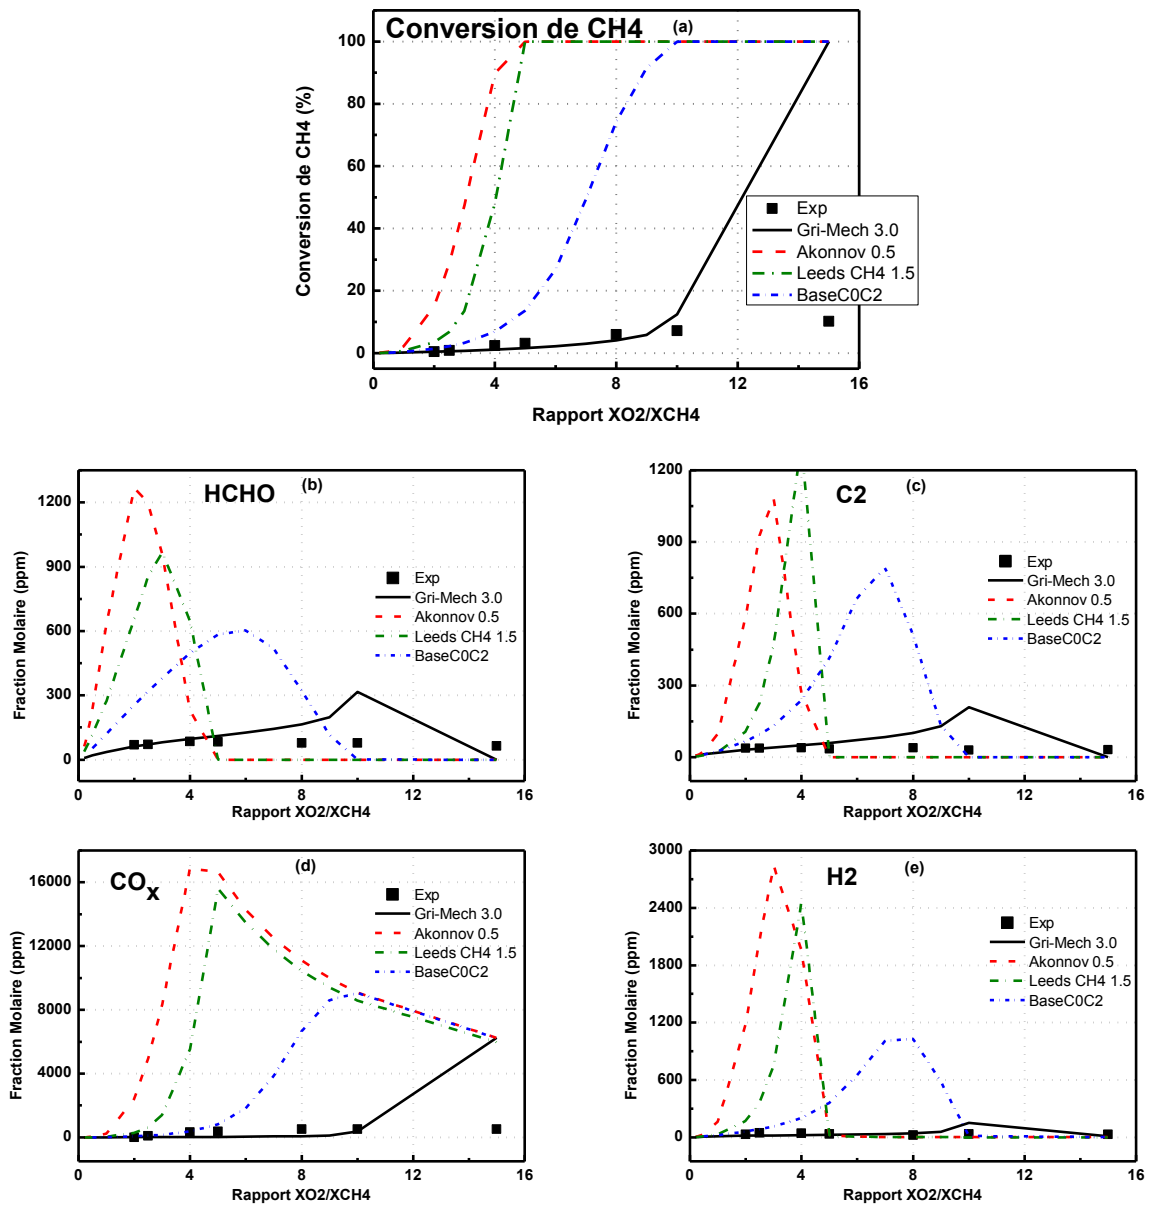 Conversion de CH4 (a)
100
80
60
40
20
0
Conversion de CH4 (%)
Exp
Gri-Mech 3.0
Akonnov 0.5
Leeds CH4 1.5
BaseC0C2
0 4 8 12 16
Rapport XO2/XCH4
HCHO (b)
1200
900
600
300
0
Fraction Molaire (ppm)
Exp
Gri-Mech 3.0
Akonnov 0.5
Leeds CH4 1.5
BaseC0C2
0 4 8 12 16
Rapport XO2/XCH4
C2 (c)
1200
900
600
300
0
Fraction Molaire (ppm)
Exp
Gri-Mech 3.0
Akonnov 0.5
Leeds CH4 1.5
BaseC0C2
0 4 8 12 16
Rapport XO2/XCH4
COx (d)
16000
12000
8000
4000
0
Fraction Molaire (ppm)
Exp
Gri-Mech 3.0
Akonnov 0.5
Leeds CH4 1.5
BaseC0C2
0 4 8 12 16
Rapport XO2/XCH4
H2 (e)
3000
2400
1800
1200
600
0
Fraction Molaire (ppm)
Exp
Gri-Mech 3.0
Akonnov 0.5
Leeds CH4 1.5
BaseC0C2
0 4 8 12 16
Rapport XO2/XCH4